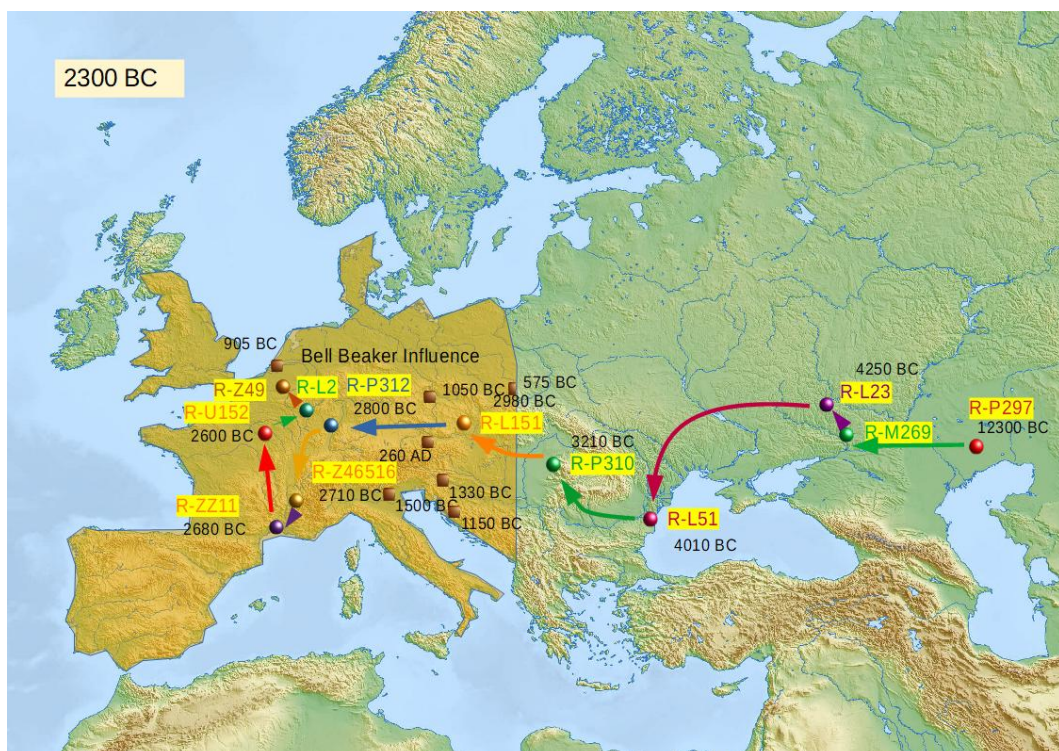 2300 BC
905 BC
Bell Beaker Influence
R-Z49
R-L2
R-P312
1050 BC
575 BC
2980 BC
4250 BC
R-L23
R-P297
12300 BC
R-U152
2600 BC
2800 BC
R-L151
R-M269
260 AD
3210 BC
R-P310
R-Z46516
R-ZZ11
2710 BC
1500 BC
1330 BC
1150 BC
2680 BC
R-L51
4010 BC